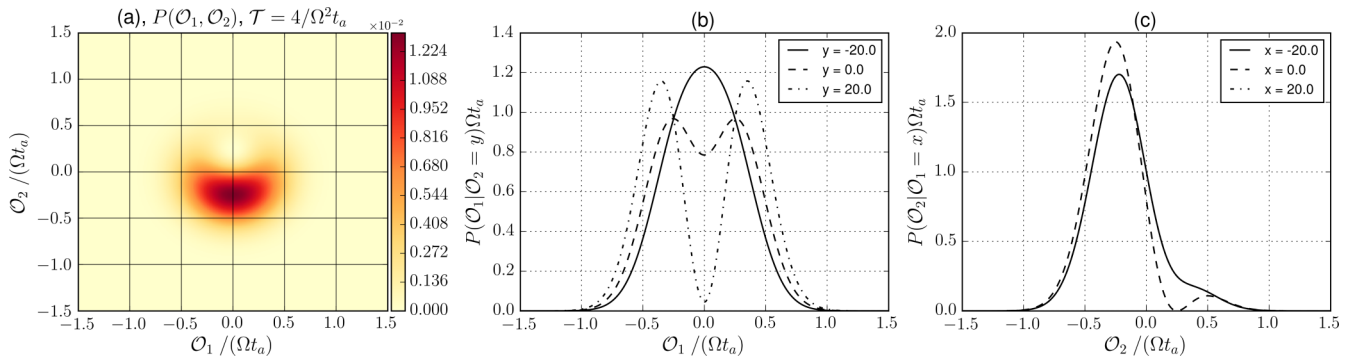 (a), P(O₁, O₂), T = 4/Ω²tₐ
×10⁻²
1.5
1.0
0.5
0.0
−0.5
−1.0
−1.5
−1.5 −1.0 −0.5 0.0 0.5 1.0 1.5
O₂ /(Ωtₐ)
O₁ /(Ωtₐ)
1.224
1.088
0.952
0.816
0.680
0.544
0.408
0.272
0.136
0.000
(b)
1.4
1.2
1.0
0.8
0.6
0.4
0.2
0.0
−1.5 −1.0 −0.5 0.0 0.5 1.0 1.5
P(O₁|O₂ = y)Ωtₐ
O₁ /(Ωtₐ)
y = -20.0
y = 0.0
y = 20.0
(c)
2.0
1.5
1.0
0.5
0.0
−1.5 −1.0 −0.5 0.0 0.5 1.0 1.5
P(O₂|O₁ = x)Ωtₐ
O₂ /(Ωtₐ)
x = -20.0
x = 0.0
x = 20.0